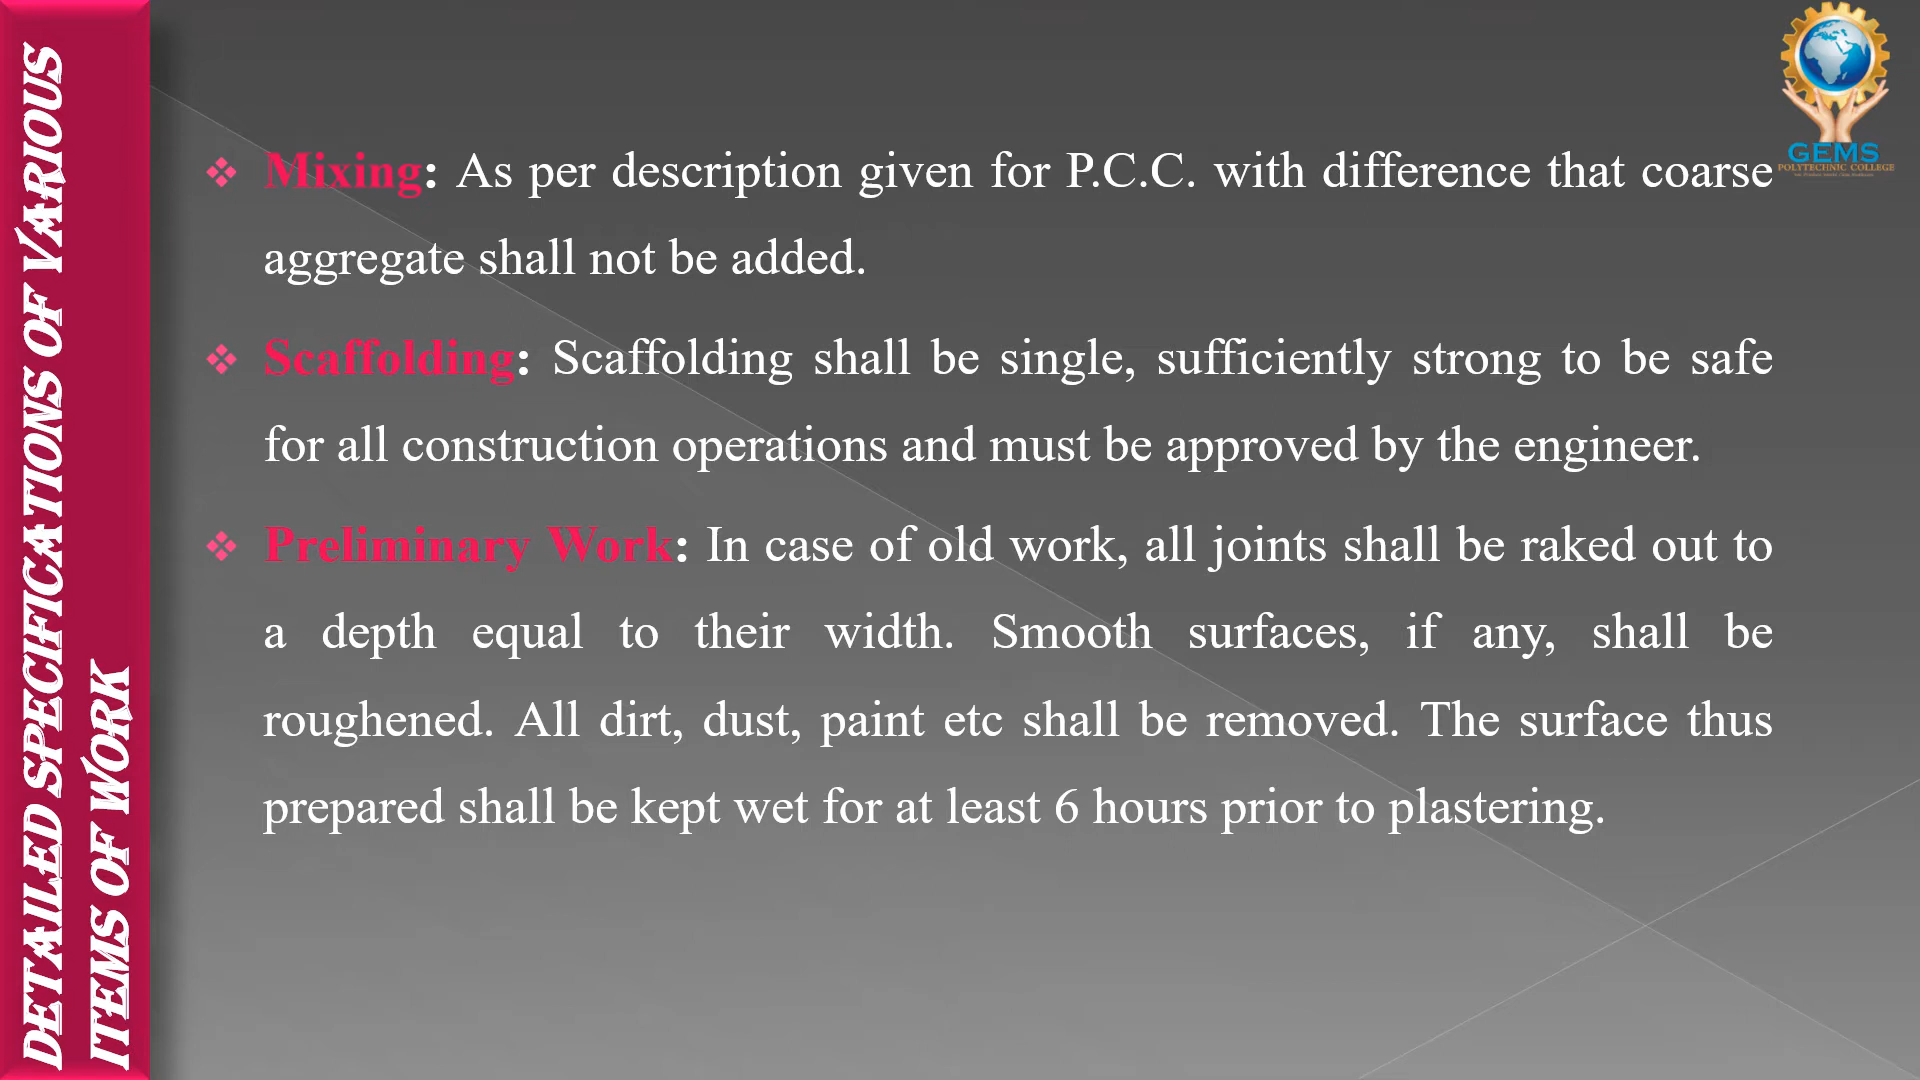 DETAILED SPECIFICATIONS OF VARIOUS
ITEMS OF WORK
GEMS
POLYTECHNIC COLLEGE
❖ Mixing: As per description given for P.C.C. with difference that coarse
aggregate shall not be added.
❖ Scaffolding: Scaffolding shall be single, sufficiently strong to be safe
for all construction operations and must be approved by the engineer.
❖ Preliminary Work: In case of old work, all joints shall be raked out to
a depth equal to their width. Smooth surfaces, if any, shall be
roughened. All dirt, dust, paint etc shall be removed. The surface thus
prepared shall be kept wet for at least 6 hours prior to plastering.